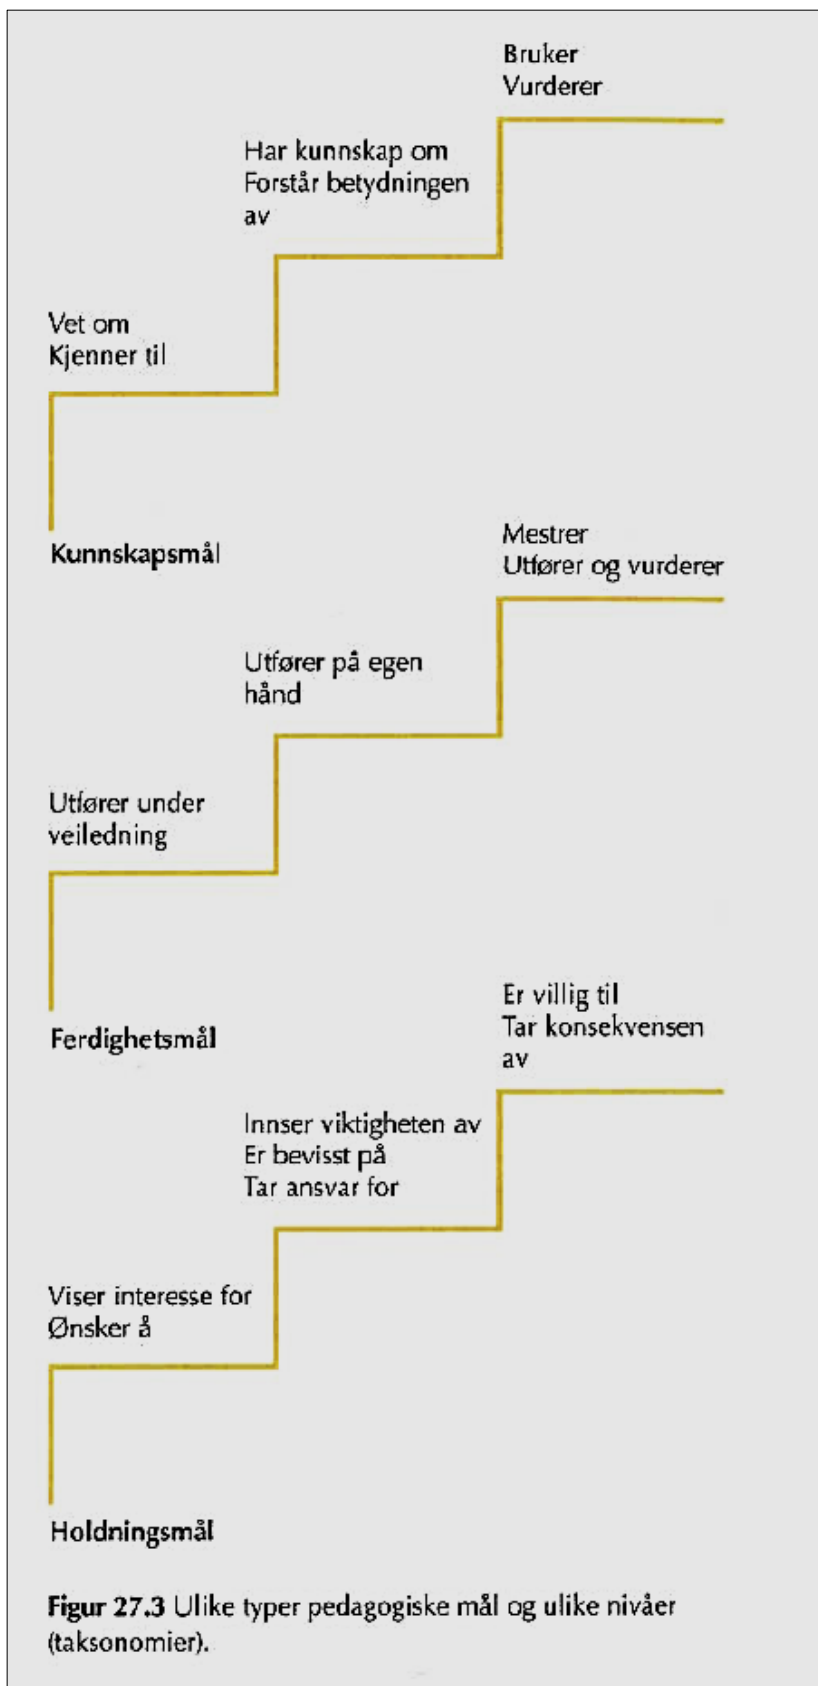 Bruker
Vurderer
Har kunnskap om
Forstår betydningen
av
Vet om
Kjenner til
Kunnskapsmål
Mestrer
Utfører og vurderer
Utfører på egen
hånd
Utfører under
veiledning
Ferdighetsmål
Er villig til
Tar konsekvensen
av
Innser viktigheten av
Er bevisst på
Tar ansvar for
Viser interesse for
Ønsker å
Holdningsmål
Figur 27.3 Ulike typer pedagogiske mål og ulike nivåer
(taksonomier).